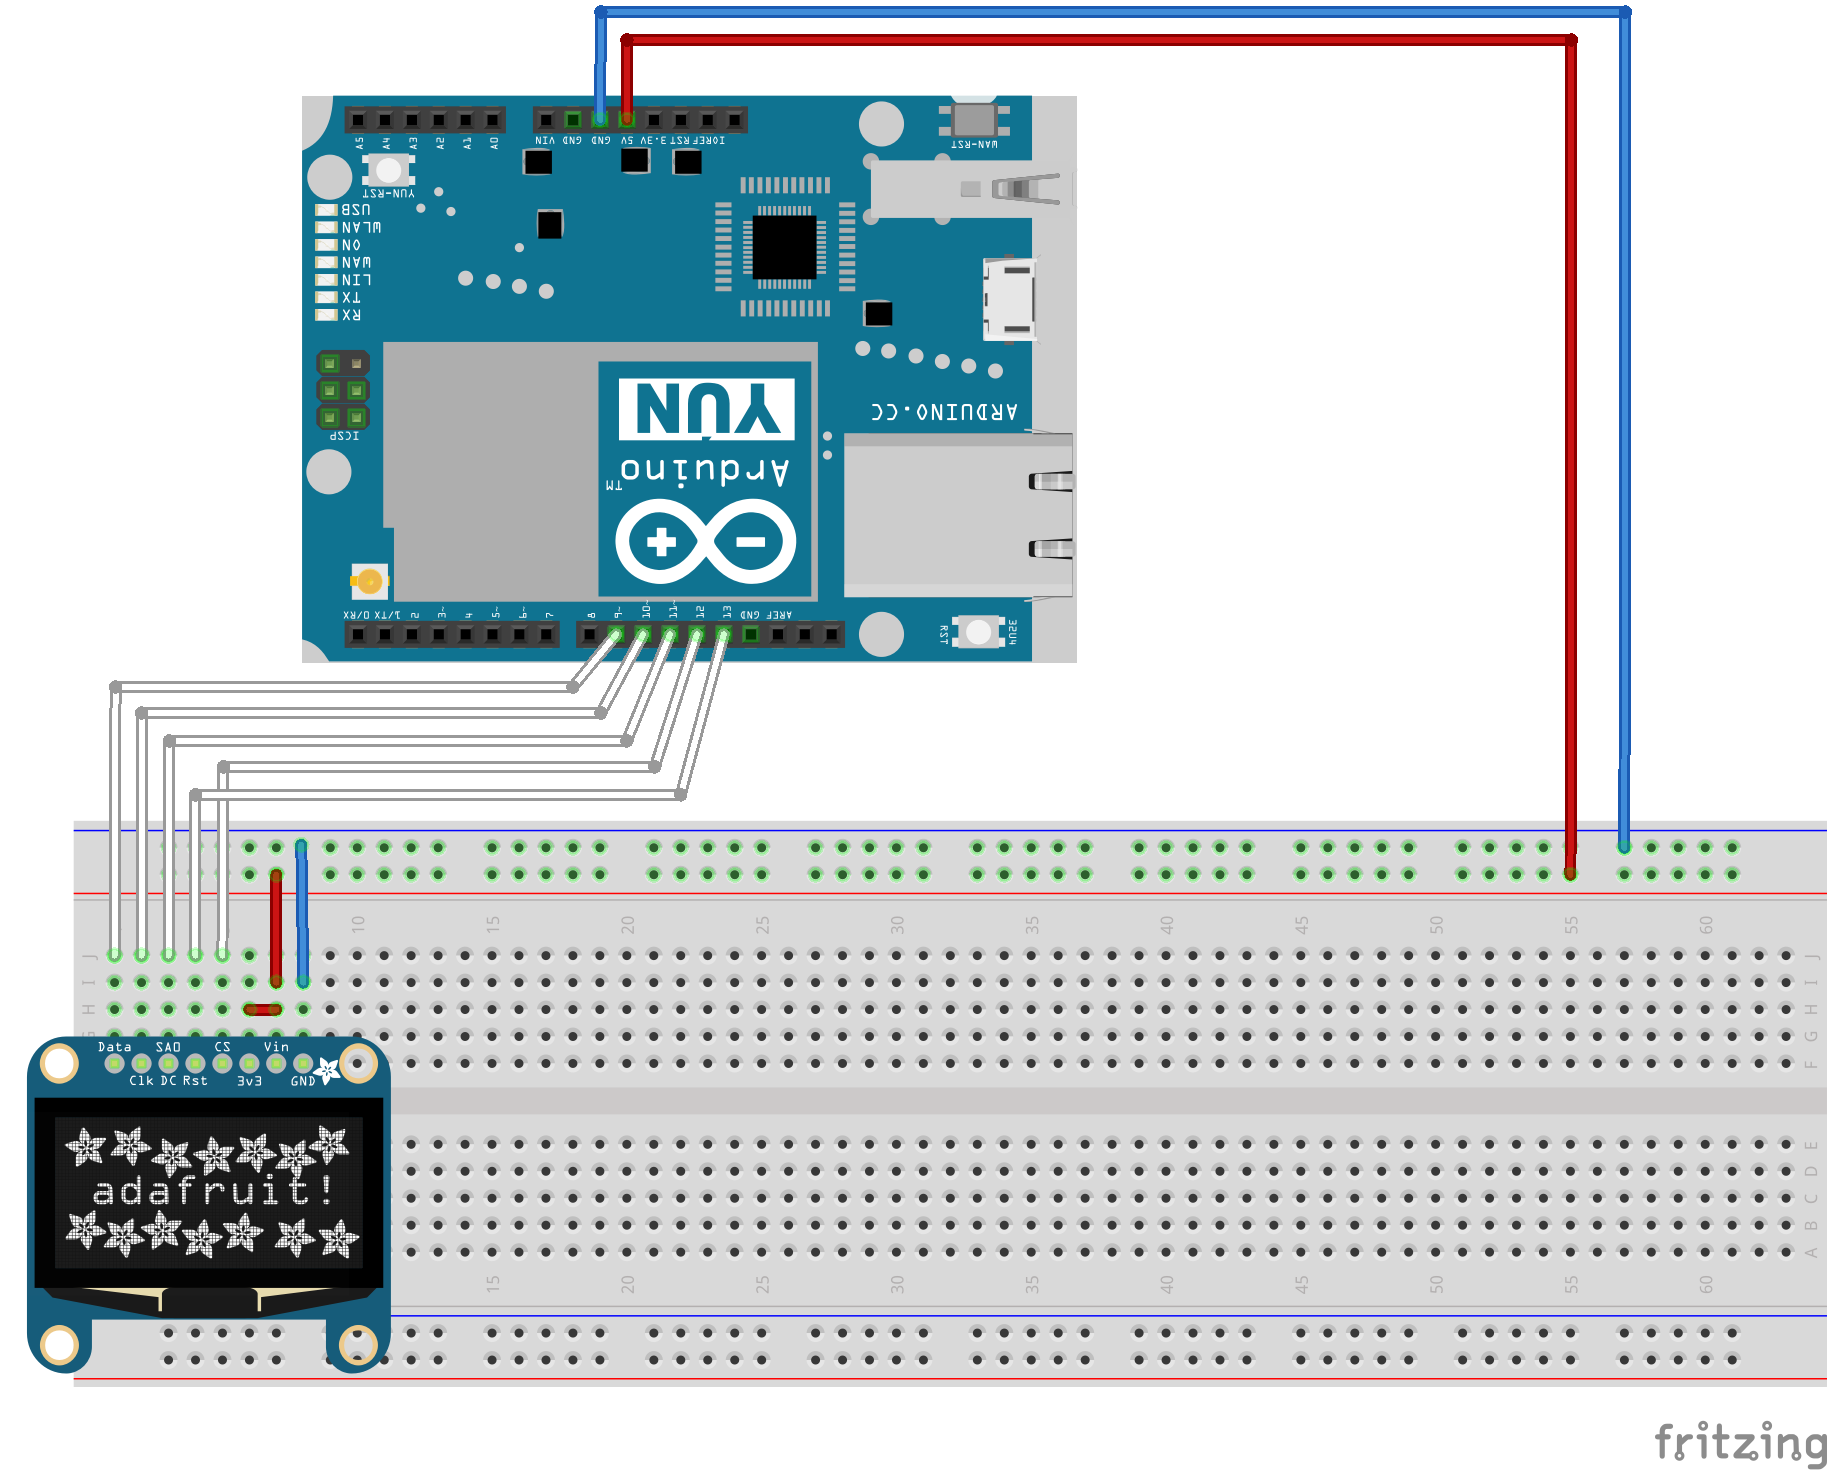 A5 A4 A3 A2 A1 A0
VIN GND GND 5V 3.3V RST IOREF
WAN-RST
YUN-RST
USB
WLAN
ON
WAN
LIN
TX
RX
ICSP
ARDUINO.CC
YÚN
Arduino
TM
RX/0 TX/1 2 3~ 4 5~ 6~ 7
8 9~ 10~ 11~ 12 13 GND AREF
32U4 RST
10 15 20 25 30 35 40 45 50 55 60
J J
I I
H H
G G
F
Data SAO CS Vin
Clk DC Rst 3v3 GND
adafruit!
E
D
C
B
A
15 20 25 30 35 40 45 50 55 60
fritzing